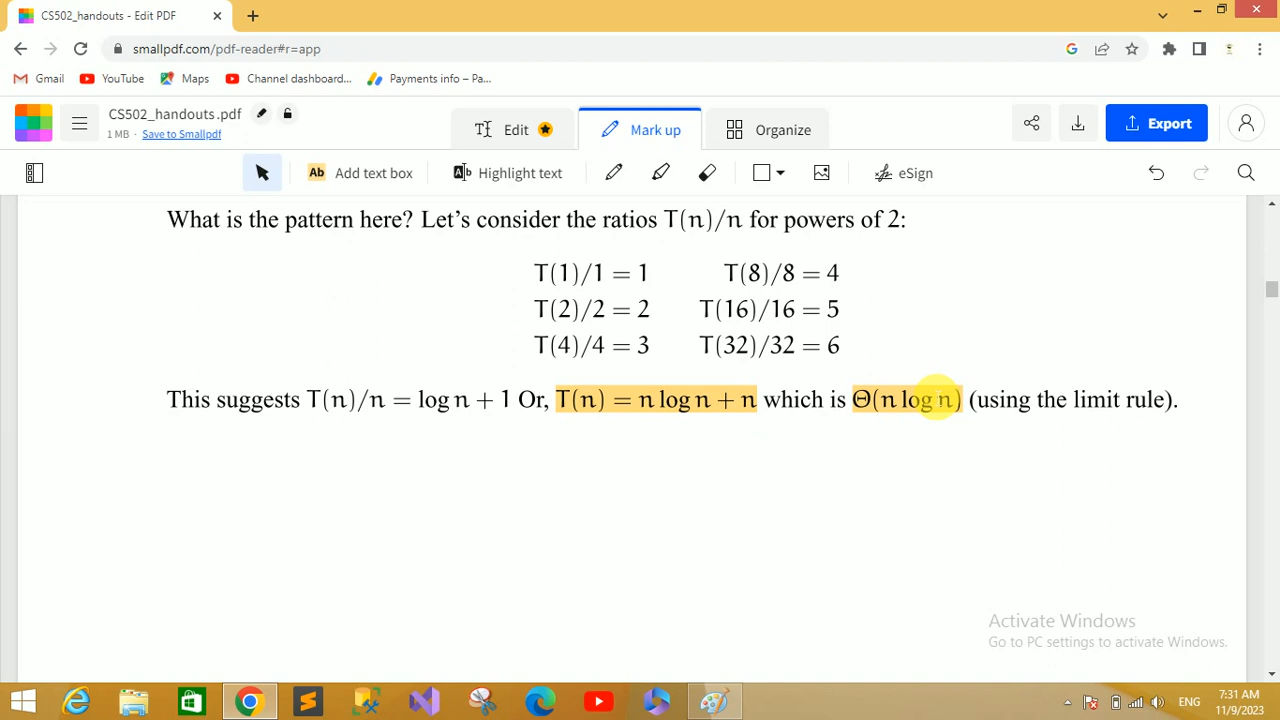 CS502_handouts - Edit PDF
smallpdf.com/pdf-reader#r=app
Gmail YouTube Maps Channel dashboard... Payments info – Pa...
CS502_handouts .pdf
1 MB · Save to Smallpdf
Edit Mark up Organize Export
Ab Add text box Ab Highlight text eSign
What is the pattern here? Let's consider the ratios T(n)/n for powers of 2:
T(1)/1 = 1 T(8)/8 = 4
T(2)/2 = 2 T(16)/16 = 5
T(4)/4 = 3 T(32)/32 = 6
This suggests T(n)/n = log n + 1 Or, T(n) = n log n + n which is Θ(n log n) (using the limit rule).
Activate Windows
Go to PC settings to activate Windows.
ENG
7:31 AM
11/9/2023